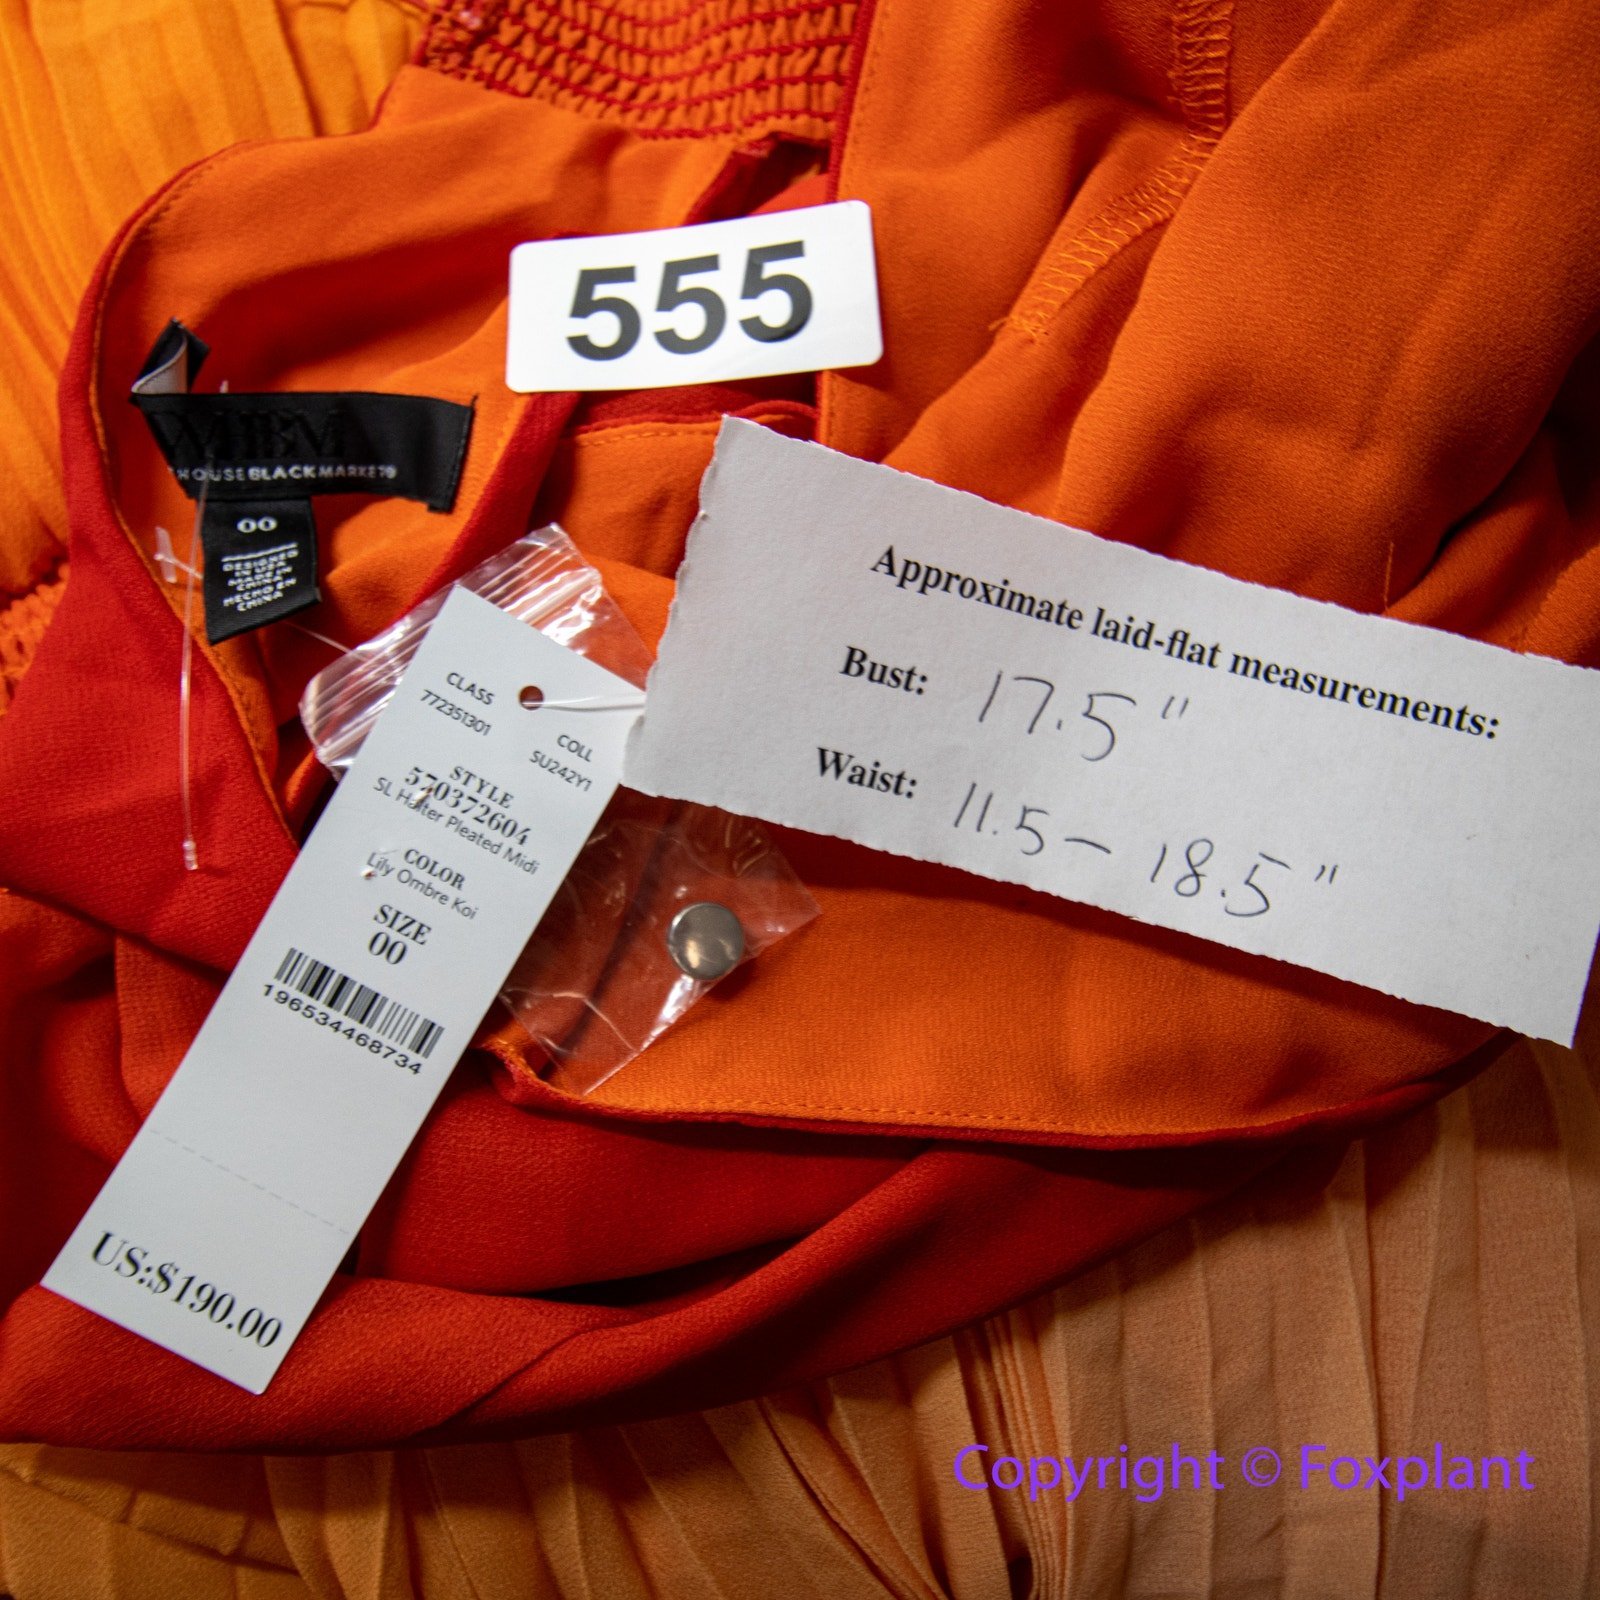 555
WHBM
HOUSE BLACK MARKET
00
DESIGNED
IN USA
MADE IN
CHINA
HECHO EN
CHINA
Approximate laid-flat measurements:
Bust: 17.5"
Waist: 11.5 - 18.5"
CLASS
772351301
COLL
SU242Y1
STYLE
570372604
SL Halter Pleated Midi
COLOR
Lily Ombre Koi
SIZE
00
196534468734
US:$190.00
Copyright © Foxplant